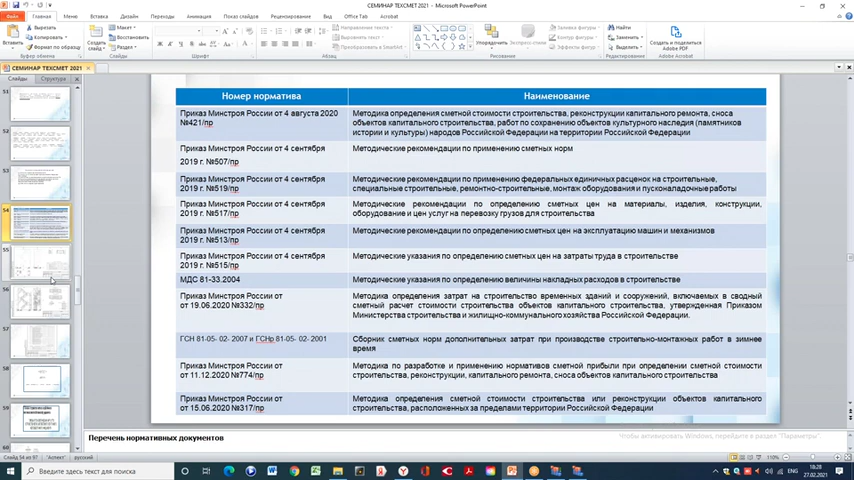 СЕМИНАР ТЕХСМЕТ 2021 - Microsoft PowerPoint
Файл Главная Меню Вставка Дизайн Переходы Анимация Показ слайдов Рецензирование Вид Office Tab Acrobat
Вставить
Вырезать
Копировать
Формат по образцу
Буфер обмена
Создать слайд
Макет
Восстановить
Раздел
Слайды
Шрифт
Абзац
Направление текста
Выровнять текст
Преобразовать в SmartArt
Упорядочить
Экспресс-стили
Заливка фигуры
Контур фигуры
Эффекты фигур
Рисование
Найти
Заменить
Выделить
Редактирование
Создать и поделиться Adobe PDF
Adobe Acrobat
СЕМИНАР ТЕХСМЕТ 2021
Слайды Структура
51
52
53
54
55
56
57
58
59
60
Номер норматива Наименование
Приказ Минстроя России от 4 августа 2020 Методика определения сметной стоимости строительства, реконструкции капитального ремонта, сноса
№421/пр объектов капитального строительства, работ по сохранению объектов культурного наследия (памятников
истории и культуры) народов Российской Федерации на территории Российской Федерации
Приказ Минстроя России от 4 сентября Методические рекомендации по применению сметных норм
2019 г. №507/пр
Приказ Минстроя России от 4 сентября Методические рекомендации по применению федеральных единичных расценок на строительные,
2019 г. №519/пр специальные строительные, ремонтно-строительные, монтаж оборудования и пусконаладочные работы
Приказ Минстроя России от 4 сентября Методические рекомендации по определению сметных цен на материалы, изделия, конструкции,
2019 г. №517/пр оборудование и цен услуг на перевозку грузов для строительства
Приказ Минстроя России от 4 сентября Методические рекомендации по определению сметных цен на эксплуатацию машин и механизмов
2019 г. №513/пр
Приказ Минстроя России от 4 сентября Методические указания по определению сметных цен на затраты труда в строительстве
2019 г. №515/пр
МДС 81-33.2004 Методические указания по определению величины накладных расходов в строительстве
Приказ Минстроя России от Методика определения затрат на строительство временных зданий и сооружений, включаемых в сводный
от 19.06.2020 №332/пр сметный расчет стоимости строительства объектов капитального строительства, утвержденная Приказом
Министерства строительства и жилищно-коммунального хозяйства Российской Федерации.
ГСН 81-05- 02- 2007 и ГСНр 81-05- 02- 2001 Сборник сметных норм дополнительных затрат при производстве строительно-монтажных работ в зимнее
время
Приказ Минстроя России от Методика по разработке и применению нормативов сметной прибыли при определении сметной стоимости
от 11.12.2020 №774/пр строительства, реконструкции, капитального ремонта, сноса объектов капитального строительства
Приказ Минстроя России от Методика определения сметной стоимости строительства или реконструкции объектов капитального
от 15.06.2020 №317/пр строительства, расположенных за пределами территории Российской Федерации
Перечень нормативных документов
Чтобы активировать Windows, перейдите в раздел "Параметры".
Слайд 54 из 97 "Аспект" русский 110%
Введите здесь текст для поиска
ENG
18:28
27.02.2021